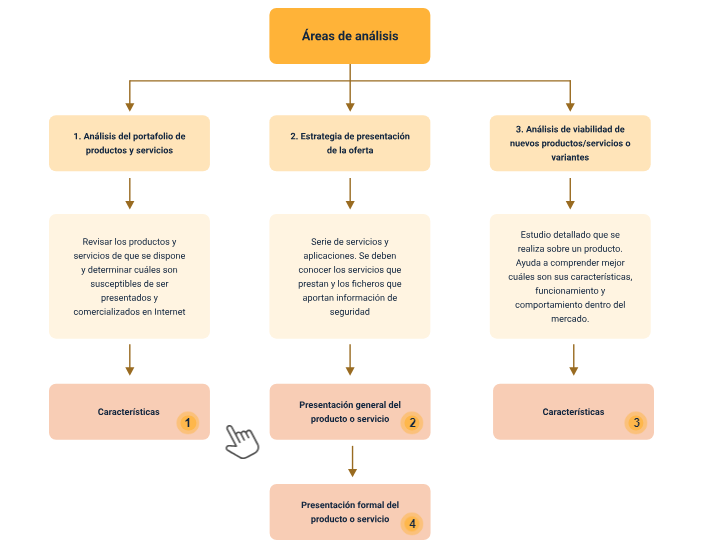 Áreas de análisis
1. Análisis del portafolio de
productos y servicios
2. Estrategia de presentación
de la oferta
3. Análisis de viabilidad de
nuevos productos/servicios o
variantes
Revisar los productos y
servicios de que se dispone
y determinar cuáles son
susceptibles de ser
presentados y
comercializados en Internet
Serie de servicios y
aplicaciones. Se deben
conocer los servicios que
prestan y los ficheros que
aportan información de
seguridad
Estudio detallado que se
realiza sobre un producto.
Ayuda a comprender mejor
cuáles son sus características,
funcionamiento y
comportamiento dentro del
mercado.
Características
1
Presentación general del
producto o servicio
2
Características
3
Presentación formal del
producto o servicio
4